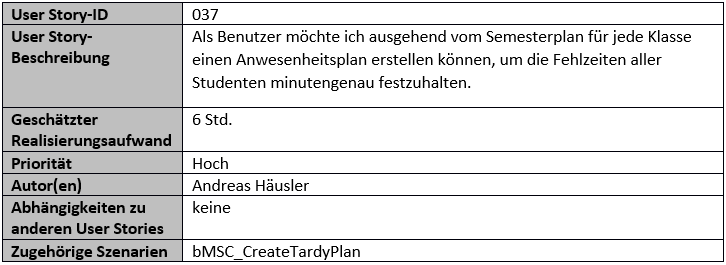 User Story-ID 037
User Story- Als Benutzer möchte ich ausgehend vom Semesterplan für jede Klasse
Beschreibung einen Anwesenheitsplan erstellen können, um die Fehlzeiten aller
Studenten minutengenau festzuhalten.
Geschätzter 6 Std.
Realisierungsaufwand
Priorität Hoch
Autor(en) Andreas Häusler
Abhängigkeiten zu keine
anderen User Stories
Zugehörige Szenarien bMSC_CreateTardyPlan